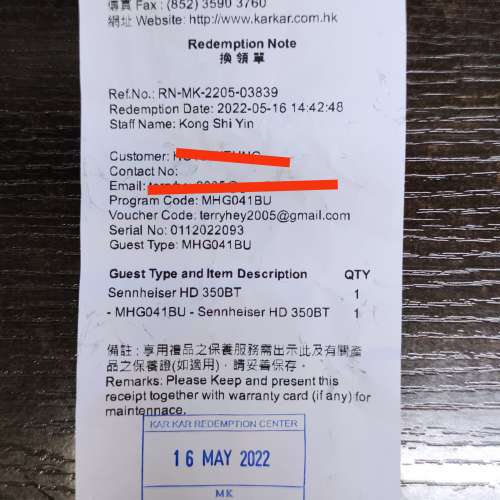 傳真 Fax : (852) 3590 3760
網址 Website: http://www.karkar.com.hk
Redemption Note
換領單
Ref.No.: RN-MK-2205-03839
Redemption Date: 2022-05-16 14:42:48
Staff Name: Kong Shi Yin
Customer:
Contact No:
Email:
Program Code: MHG041BU
Voucher Code: terryhey2005@gmail.com
Serial No: 0112022093
Guest Type: MHG041BU
Guest Type and Item Description QTY
Sennheiser HD 350BT 1
- MHG041BU - Sennheiser HD 350BT 1
備註 : 享用禮品之保養服務需出示此及有關產
品之保養證(如適用) , 請妥善保存。
Remarks: Please Keep and present this
receipt together with warranty card (if any) for
maintennace.
KAR KAR REDEMPTION CENTER
16 MAY 2022
MK